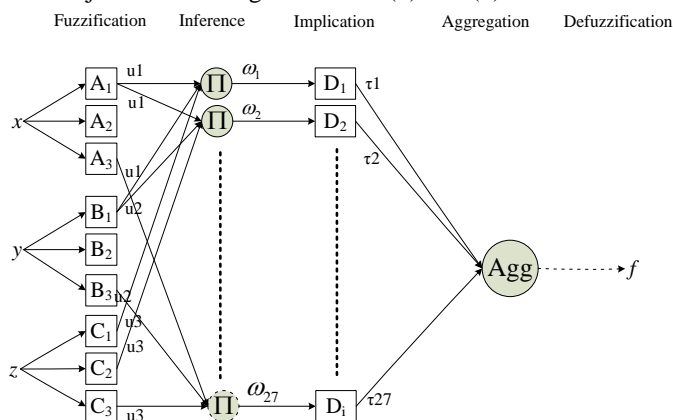 Fuzzification Inference Implication Aggregation Defuzzification
A1 u1 Π ω1 D1 τ1
u1
x A2 Π ω2 D2
A3 τ2
u1
B1 u2
y B2
Agg f
B3 u2
C1 u3
z C2 u3
C3 u3 Π ω27 Di τ27